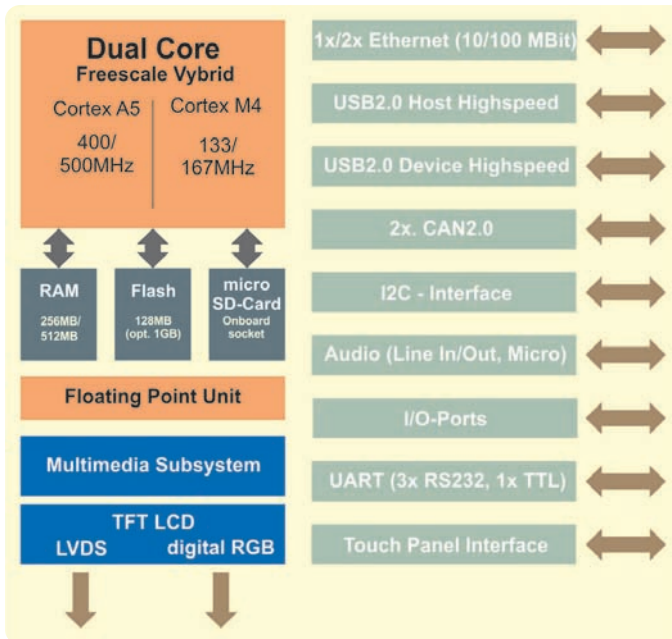 Dual Core
Freescale Vybrid
Cortex A5
400/
500MHz
Cortex M4
133/
167MHz
RAM
256MB/
512MB
Flash
128MB
(opt. 1GB)
micro
SD-Card
Onboard
socket
Floating Point Unit
Multimedia Subsystem
TFT LCD
LVDS
digital RGB
1x/2x Ethernet (10/100 MBit)
USB2.0 Host Highspeed
USB2.0 Device Highspeed
2x. CAN2.0
I2C - Interface
Audio (Line In/Out, Micro)
I/O-Ports
UART (3x RS232, 1x TTL)
Touch Panel Interface